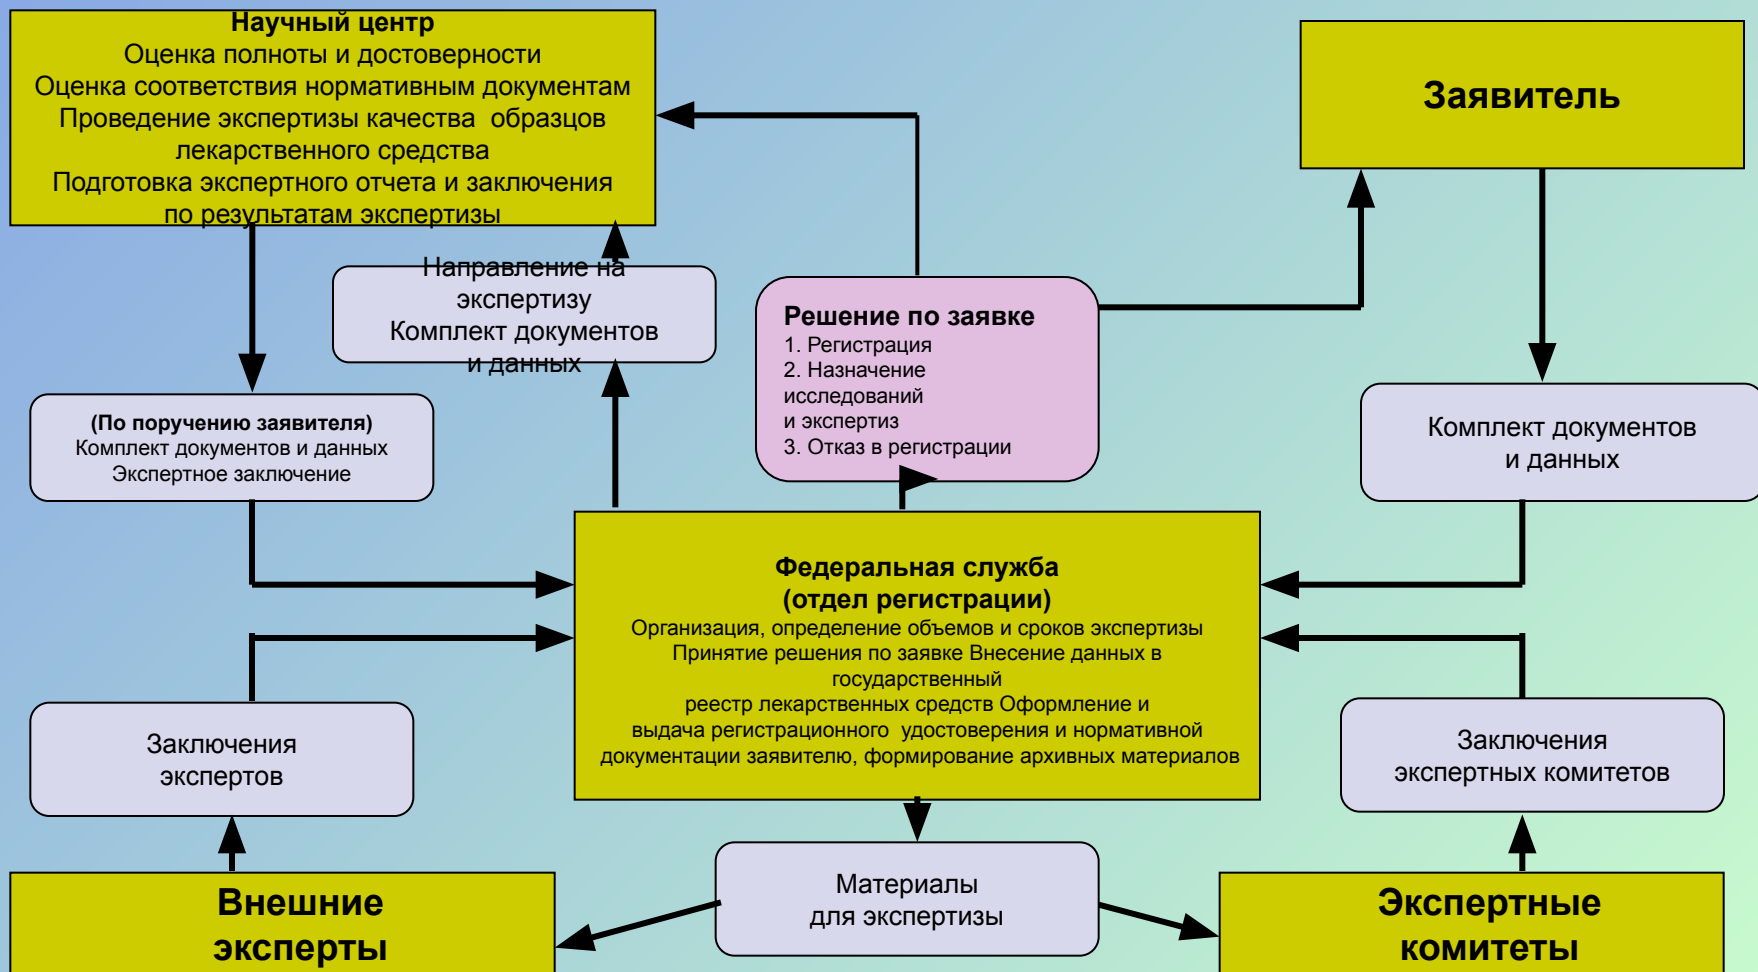 Научный центр
Оценка полноты и достоверности
Оценка соответствия нормативным документам
Проведение экспертизы качества образцов
лекарственного средства
Подготовка экспертного отчета и заключения
по результатам экспертизы
Заявитель
Направление на
экспертизу
Комплект документов
и данных
Решение по заявке
1. Регистрация
2. Назначение
исследований
и экспертиз
3. Отказ в регистрации
(По поручению заявителя)
Комплект документов и данных
Экспертное заключение
Комплект документов
и данных
Федеральная служба
(отдел регистрации)
Организация, определение объемов и сроков экспертизы
Принятие решения по заявке Внесение данных в
государственный
реестр лекарственных средств Оформление и
выдача регистрационного удостоверения и нормативной
документации заявителю, формирование архивных материалов
Заключения
экспертов
Заключения
экспертных комитетов
Материалы
для экспертизы
Внешние
эксперты
Экспертные
комитеты